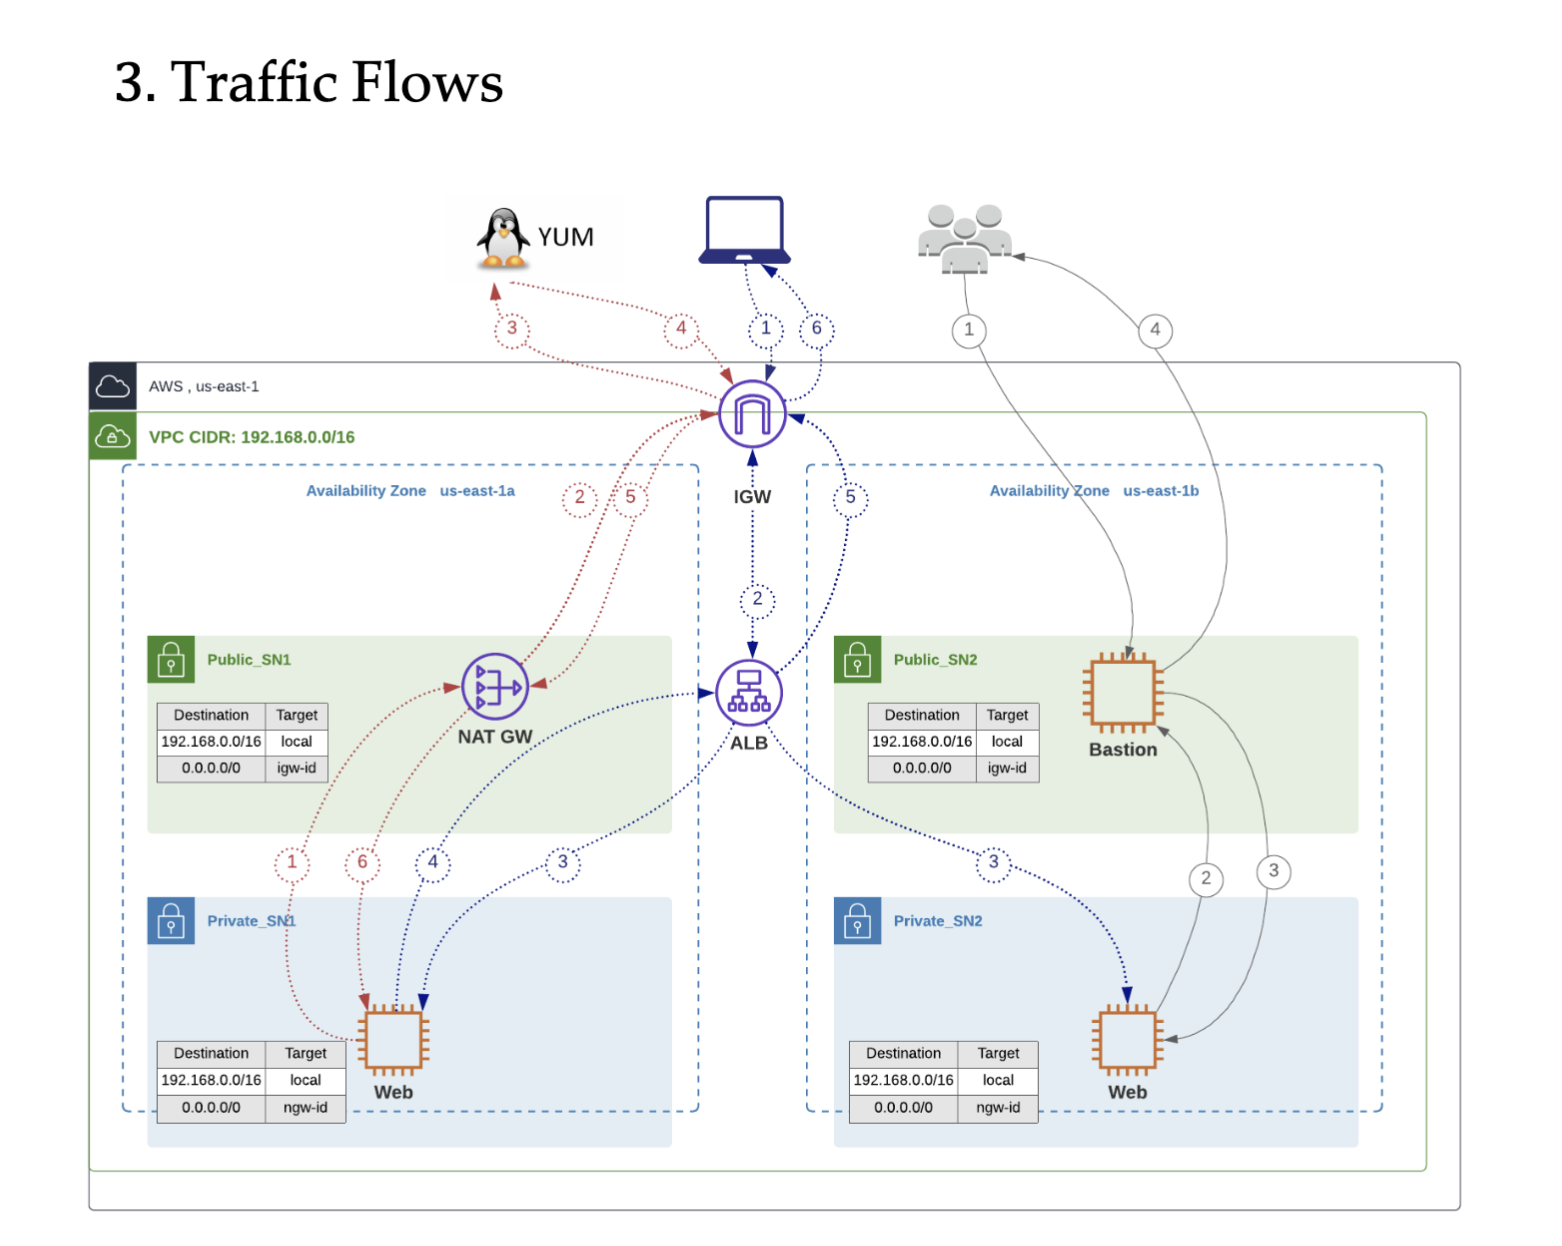 3. Traffic Flows
YUM
3
4
1
6
1
4
AWS , us-east-1
VPC CIDR: 192.168.0.0/16
Availability Zone us-east-1a
2
5
IGW
5
Availability Zone us-east-1b
2
Public_SN1
Destination Target
192.168.0.0/16 local
0.0.0.0/0 igw-id
NAT GW
ALB
Public_SN2
Destination Target
192.168.0.0/16 local
0.0.0.0/0 igw-id
Bastion
1
6
4
3
3
2
3
Private_SN1
Destination Target
192.168.0.0/16 local
0.0.0.0/0 ngw-id
Web
Private_SN2
Destination Target
192.168.0.0/16 local
0.0.0.0/0 ngw-id
Web